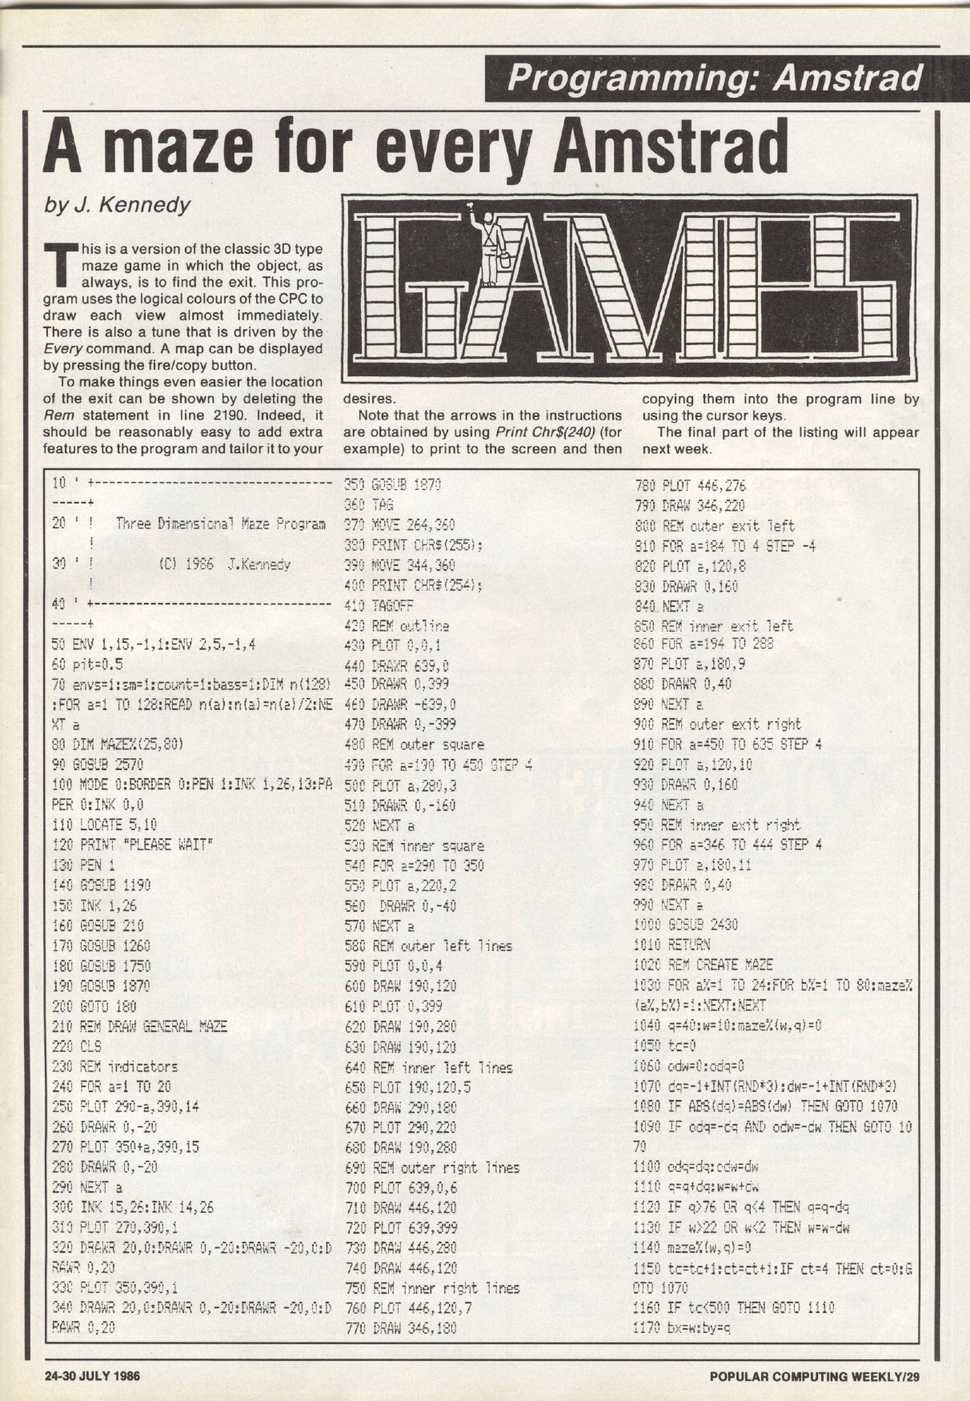 Programming: Amstrad
A maze for every Amstrad
by J. Kennedy
GAMES
This is a version of the classic 3D type
maze game in which the object, as
always, is to find the exit. This pro-
gram uses the logical colours of the CPC to
draw each view almost immediately.
There is also a tune that is driven by the
Every command. A map can be displayed
by pressing the fire/copy button.
To make things even easier the location
of the exit can be shown by deleting the
Rem statement in line 2190. Indeed, it
should be reasonably easy to add extra
features to the program and tailor it to your
desires.
Note that the arrows in the instructions
are obtained by using Print Chr$(240) (for
example) to print to the screen and then
copying them into the program line by
using the cursor keys.
The final part of the listing will appear
next week.
10 ' +---------------------------------
-----+
20 ' !   Three Dimensional Maze Program
     !
30 ' !         (C) 1986  J.Kennedy
     !
40 ' +---------------------------------
-----+
50 ENV 1,15,-1,1:ENV 2,5,-1,4
60 pit=0.5
70 envs=1:sm=1:count=1:bass=1:DIM n(128)
:FOR a=1 TO 128:READ n(a):n(a)=n(a)/2:NE
XT a
80 DIM MAZE%(25,80)
90 GOSUB 2570
100 MODE 0:BORDER 0:PEN 1:INK 1,26,13:PA
PER 0:INK 0,0
110 LOCATE 5,10
120 PRINT "PLEASE WAIT"
130 PEN 1
140 GOSUB 1190
150 INK 1,26
160 GOSUB 210
170 GOSUB 1260
180 GOSUB 1750
190 GOSUB 1870
200 GOTO 180
210 REM DRAW GENERAL MAZE
220 CLS
230 REM indicators
240 FOR a=1 TO 20
250 PLOT 290-a,390,14
260 DRAWR 0,-20
270 PLOT 350+a,390,15
280 DRAWR 0,-20
290 NEXT a
300 INK 15,26:INK 14,26
310 PLOT 270,390,1
320 DRAWR 20,0:DRAWR 0,-20:DRAWR -20,0:D
RAWR 0,20
330 PLOT 350,390,1
340 DRAWR 20,0:DRAWR 0,-20:DRAWR -20,0:D
RAWR 0,20
350 GOSUB 1870
360 TAG
370 MOVE 264,360
380 PRINT CHR$(255);
390 MOVE 344,360
400 PRINT CHR$(254);
410 TAGOFF
420 REM outline
430 PLOT 0,0,1
440 DRAWR 639,0
450 DRAWR 0,399
460 DRAWR -639,0
470 DRAWR 0,-399
480 REM outer square
490 FOR a=190 TO 450 STEP 4
500 PLOT a,280,3
510 DRAWR 0,-160
520 NEXT a
530 REM inner square
540 FOR a=290 TO 350
550 PLOT a,220,2
560  DRAWR 0,-40
570 NEXT a
580 REM outer left lines
590 PLOT 0,0,4
600 DRAW 190,120
610 PLOT 0,399
620 DRAW 190,280
630 DRAW 190,120
640 REM inner left lines
650 PLOT 190,120,5
660 DRAW 290,180
670 PLOT 290,220
680 DRAW 190,280
690 REM outer right lines
700 PLOT 639,0,6
710 DRAW 446,120
720 PLOT 639,399
730 DRAW 446,280
740 DRAW 446,120
750 REM inner right lines
760 PLOT 446,120,7
770 DRAW 346,180
780 PLOT 446,276
790 DRAW 346,220
800 REM outer exit left
810 FOR a=184 TO 4 STEP -4
820 PLOT a,120,8
830 DRAWR 0,160
840 NEXT a
850 REM inner exit left
860 FOR a=194 TO 288
870 PLOT a,180,9
880 DRAWR 0,40
890 NEXT a
900 REM outer exit right
910 FOR a=450 TO 635 STEP 4
920 PLOT a,120,10
930 DRAWR 0,160
940 NEXT a
950 REM inner exit right
960 FOR a=346 TO 444 STEP 4
970 PLOT a,180,11
980 DRAWR 0,40
990 NEXT a
1000 GOSUB 2430
1010 RETURN
1020 REM CREATE MAZE
1030 FOR a%=1 TO 24:FOR b%=1 TO 80:maze%
(a%,b%)=1:NEXT:NEXT
1040 q=40:w=10:maze%(w,q)=0
1050 tc=0
1060 odw=0:odq=0
1070 dq=-1+INT(RND*3):dw=-1+INT(RND*3)
1080 IF ABS(dq)=ABS(dw) THEN GOTO 1070
1090 IF odq=-dq AND odw=-dw THEN GOTO 10
70
1100 odq=dq:odw=dw
1110 q=q+dq:w=w+dw
1120 IF q>76 OR q<4 THEN q=q-dq
1130 IF w>22 OR w<2 THEN w=w-dw
1140 maze%(w,q)=0
1150 tc=tc+1:ct=ct+1:IF ct=4 THEN ct=0:G
OTO 1070
1160 IF tc<500 THEN GOTO 1110
1170 bx=w:by=q
24-30 JULY 1986
POPULAR COMPUTING WEEKLY/29